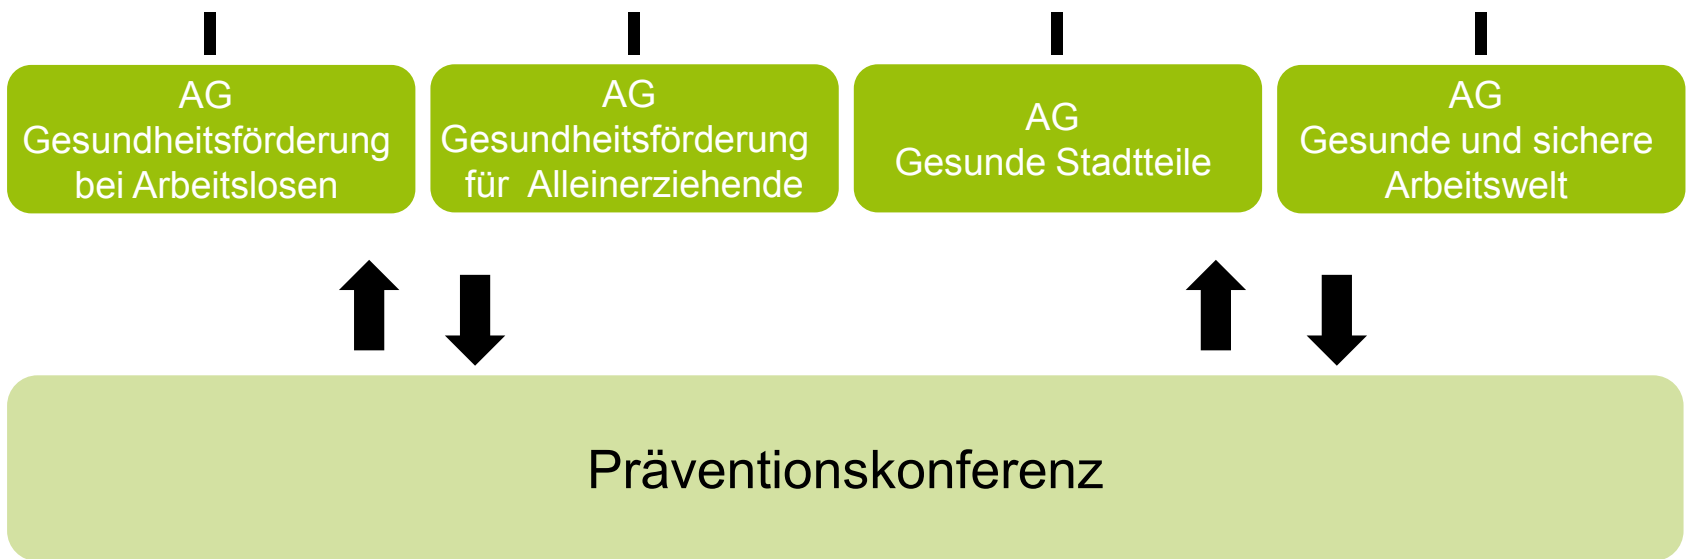 AG
Gesundheitsförderung
bei Arbeitslosen
AG
Gesundheitsförderung
für Alleinerziehende
AG
Gesunde Stadtteile
AG
Gesunde und sichere
Arbeitswelt
Präventionskonferenz